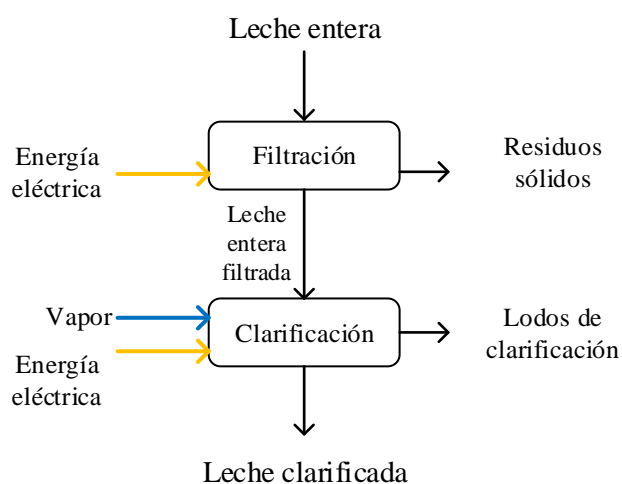 Leche entera
Energía
eléctrica
Filtración
Residuos
sólidos
Leche
entera
filtrada
Vapor
Energía
eléctrica
Clarificación
Lodos de
clarificación
Leche clarificada